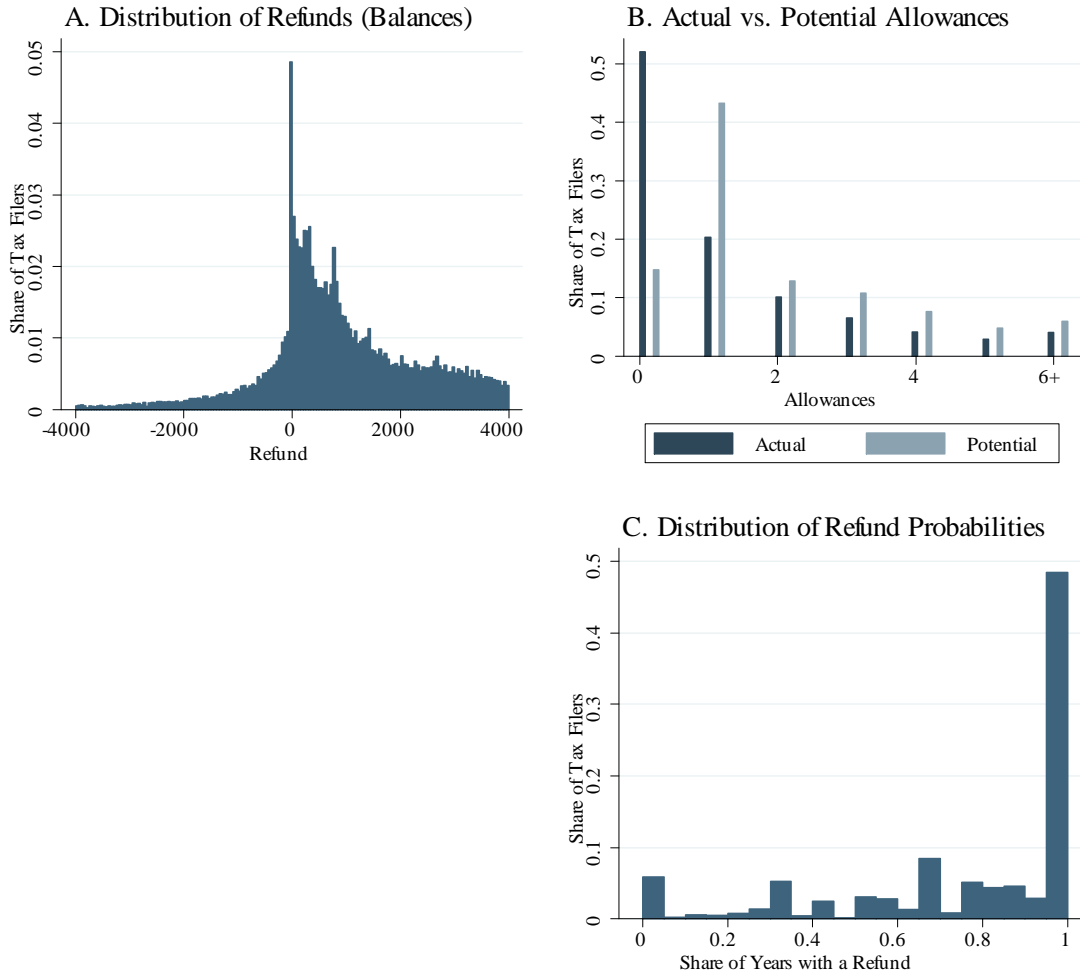 A. Distribution of Refunds (Balances)
Share of Tax Filers
0.05
0.04
0.03
0.02
0.01
0
-4000 -2000 0 2000 4000
Refund
B. Actual vs. Potential Allowances
Share of Tax Filers
0.5
0.4
0.3
0.2
0.1
0
0 2 4 6+
Allowances
Actual Potential
C. Distribution of Refund Probabilities
Share of Tax Filers
0.5
0.4
0.3
0.2
0.1
0
0 0.2 0.4 0.6 0.8 1
Share of Years with a Refund